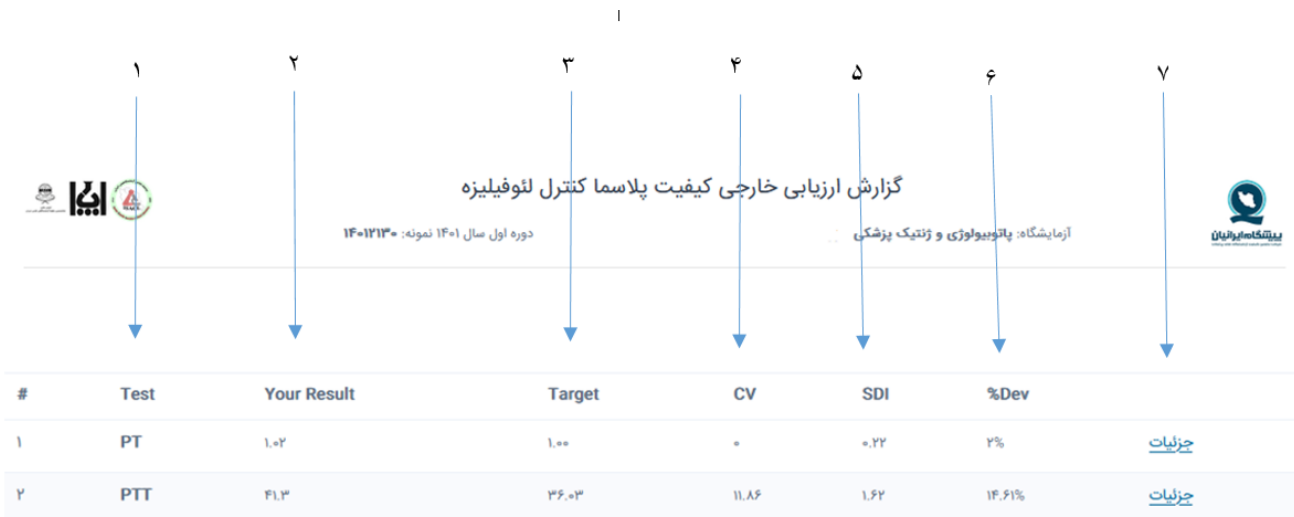 ا
۱ ۲ ۳ ۴ ۵ ۶ ۷
گزارش ارزیابی خارجی کیفیت پلاسما کنترل لئوفیلیزه
آزمایشگاه: پاتوبیولوژی و ژنتیک پزشکی
دوره اول سال ۱۴۰۱ نمونه: ۱۴۰۱۲۱۳۰
پیشگامایرانیان
# Test Your Result Target CV SDI %Dev
۱ PT ۱.۰۲ ۱.۰۰ ۰ ۰.۲۲ ۲% جزئیات
۲ PTT ۴۱.۳ ۳۶.۰۳ ۱۱.۸۶ ۱.۶۲ ۱۴.۶۱% جزئیات